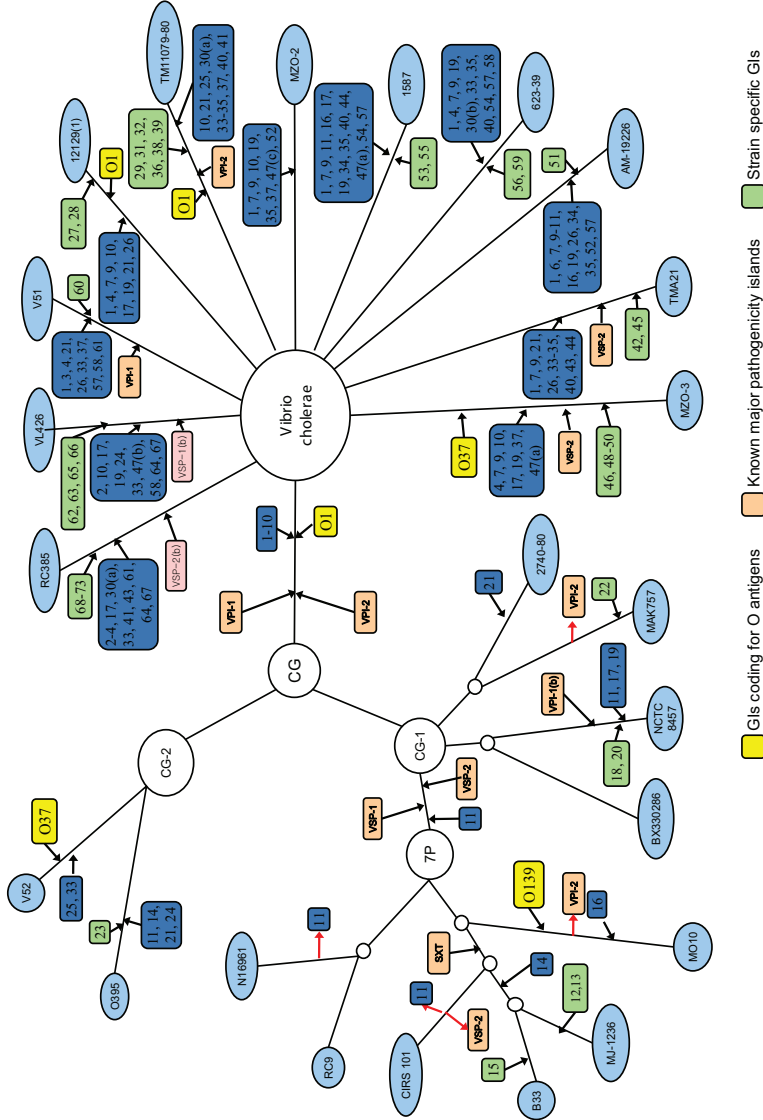 12129(1)
TM11079-80
MZO-2
1587
623-39
AM-19226
TMA21
MZO-3
V51
VL426
RC385
27, 28
O1
29, 31, 32,
36, 38, 39
10, 21, 25, 30(a),
33-35, 37, 40, 41
VPI-2
O1
1, 4, 7, 9, 10,
17, 19, 21, 26
1, 7, 9, 10, 19,
35, 37, 47(c), 52
1, 7, 9, 11, 16, 17,
19, 34, 35, 40, 44,
47(a), 54, 57
53, 55
1, 4, 7, 9, 19,
30(b), 33, 35,
40, 54, 57, 58
56, 59
51
1, 6, 7, 9-11,
16, 19, 26, 34,
35, 52, 57
1, 7, 9, 21,
26, 33-35,
40, 43, 44
VSP-2
42, 45
O37
4, 7, 9, 10,
17, 19, 37,
47(a)
VSP-2
46, 48-50
60
1, 3, 4, 21,
26, 33, 37,
57, 58, 61
VPI-1
62, 63, 65, 66
2, 10, 17,
19, 24,
33, 47(b),
58, 64, 67
VSP-1(b)
68-73
2-4, 17, 30(a),
33, 41, 43, 61,
64, 67
VSP-2(b)
Vibrio
cholerae
1-10
O1
VPI-1
VPI-2
CG
CG-2
V52
O37
25, 33
O395
23
11, 14,
21, 24
CG-1
2740-80
21
MAK757
VPI-2
22
NCTC
8457
VPI-1(b)
11, 17, 19
18, 20
BX330286
VSP-1
VSP-2
11
7P
N16961
11
RC9
CIRS 101
11
VSP-2
SXT
14
O139
VPI-2
16
MO10
12,13
MJ-1236
15
B33
GIs coding for O antigens
Known major pathogenicity islands
Strain specific GIs